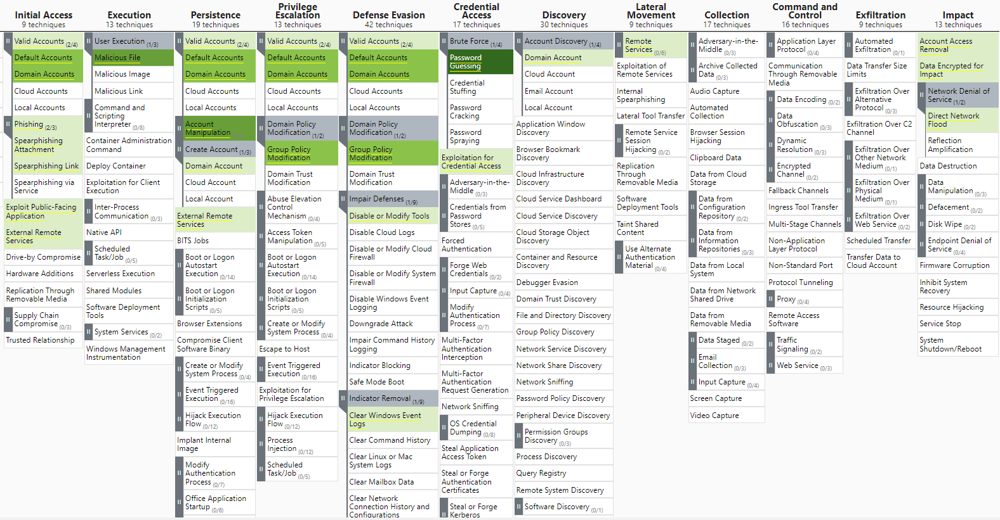 Initial Access
9 techniques
Valid Accounts (2/4)
Default Accounts
Domain Accounts
Cloud Accounts
Local Accounts
Phishing (2/3)
Spearphishing
Attachment
Spearphishing Link
Spearphishing via
Service
Exploit Public-Facing
Application
External Remote
Services
Drive-by Compromise
Hardware Additions
Replication Through
Removable Media
Supply Chain
Compromise (0/3)
Trusted Relationship
Execution
13 techniques
User Execution (1/3)
Malicious File
Malicious Image
Malicious Link
Command and
Scripting
Interpreter (0/8)
Container Administration
Command
Deploy Container
Exploitation for Client
Execution
Inter-Process
Communication (0/3)
Native API
Scheduled
Task/Job (0/5)
Serverless Execution
Shared Modules
Software Deployment
Tools
System Services (0/2)
Windows Management
Instrumentation
Persistence
19 techniques
Valid Accounts (2/4)
Default Accounts
Domain Accounts
Cloud Accounts
Local Accounts
Account
Manipulation
Create Account (1/3)
Domain Account
Cloud Account
Local Account
External Remote
Services
BITS Jobs
Boot or Logon
Autostart
Execution (0/14)
Boot or Logon
Initialization
Scripts (0/5)
Browser Extensions
Compromise Client
Software Binary
Create or Modify
System Process (0/4)
Event Triggered
Execution (0/16)
Hijack Execution
Flow (0/12)
Implant Internal
Image
Modify
Authentication
Process (0/7)
Office Application
Startup (0/6)
Privilege
Escalation
13 techniques
Valid Accounts (2/4)
Default Accounts
Domain Accounts
Cloud Accounts
Local Accounts
Domain Policy
Modification (1/2)
Group Policy
Modification
Domain Trust
Modification
Abuse Elevation
Control
Mechanism (0/4)
Access Token
Manipulation (0/5)
Boot or Logon
Autostart
Execution (0/14)
Boot or Logon
Initialization
Scripts (0/5)
Create or Modify
System Process (0/4)
Escape to Host
Event Triggered
Execution (0/16)
Exploitation for
Privilege Escalation
Hijack Execution
Flow (0/12)
Process
Injection (0/12)
Scheduled
Task/Job (0/5)
Defense Evasion
42 techniques
Valid Accounts (2/4)
Default Accounts
Domain Accounts
Cloud Accounts
Local Accounts
Domain Policy
Modification (1/2)
Group Policy
Modification
Domain Trust
Modification
Impair Defenses (1/9)
Disable or Modify Tools
Disable Cloud Logs
Disable or Modify Cloud
Firewall
Disable or Modify System
Firewall
Disable Windows Event
Logging
Downgrade Attack
Impair Command History
Logging
Indicator Blocking
Safe Mode Boot
Indicator Removal (1/9)
Clear Windows Event
Logs
Clear Command History
Clear Linux or Mac
System Logs
Clear Mailbox Data
Clear Network
Connection History and
Configurations
Credential
Access
17 techniques
Brute Force (1/4)
Password
Guessing
Credential
Stuffing
Password
Cracking
Password
Spraying
Exploitation for
Credential Access
Adversary-in-the-
Middle (0/3)
Credentials from
Password
Stores (0/5)
Forced
Authentication
Forge Web
Credentials (0/2)
Input Capture (0/4)
Modify
Authentication
Process (0/7)
Multi-Factor
Authentication
Interception
Multi-Factor
Authentication
Request Generation
Network Sniffing
OS Credential
Dumping (0/8)
Steal Application
Access Token
Steal or Forge
Authentication
Certificates
Steal or Forge
Kerberos
Discovery
30 techniques
Account Discovery (1/4)
Domain Account
Cloud Account
Email Account
Local Account
Application Window
Discovery
Browser Bookmark
Discovery
Cloud Infrastructure
Discovery
Cloud Service Dashboard
Cloud Service Discovery
Cloud Storage Object
Discovery
Container and Resource
Discovery
Debugger Evasion
Domain Trust Discovery
File and Directory Discovery
Group Policy Discovery
Network Service Discovery
Network Share Discovery
Network Sniffing
Password Policy Discovery
Peripheral Device Discovery
Permission Groups
Discovery (0/3)
Process Discovery
Query Registry
Remote System Discovery
Software Discovery (0/1)
Lateral
Movement
9 techniques
Remote
Services (0/6)
Exploitation of
Remote Services
Internal
Spearphishing
Lateral Tool Transfer
Remote Service
Session
Hijacking (0/2)
Replication
Through
Removable Media
Software
Deployment Tools
Taint Shared
Content
Use Alternate
Authentication
Material (0/4)
Collection
17 techniques
Adversary-in-the-
Middle (0/3)
Archive Collected
Data (0/3)
Audio Capture
Automated
Collection
Browser Session
Hijacking
Clipboard Data
Data from Cloud
Storage
Data from
Configuration
Repository (0/2)
Data from
Information
Repositories (0/3)
Data from Local
System
Data from Network
Shared Drive
Data from
Removable Media
Data Staged (0/2)
Email
Collection (0/3)
Input Capture (0/4)
Screen Capture
Video Capture
Command and
Control
16 techniques
Application Layer
Protocol (0/4)
Communication
Through Removable
Media
Data Encoding (0/2)
Data
Obfuscation (0/3)
Dynamic
Resolution (0/3)
Encrypted
Channel (0/2)
Fallback Channels
Ingress Tool Transfer
Multi-Stage Channels
Non-Application
Layer Protocol
Non-Standard Port
Protocol Tunneling
Proxy (0/4)
Remote Access
Software
Traffic
Signaling (0/2)
Web Service (0/3)
Exfiltration
9 techniques
Automated
Exfiltration (0/1)
Data Transfer Size
Limits
Exfiltration Over
Alternative
Protocol (0/3)
Exfiltration Over C2
Channel
Exfiltration Over
Other Network
Medium (0/1)
Exfiltration Over
Physical
Medium (0/1)
Exfiltration Over
Web Service (0/2)
Scheduled Transfer
Transfer Data to
Cloud Account
Impact
13 techniques
Account Access
Removal
Data Encrypted for
Impact
Network Denial of
Service (1/2)
Direct Network
Flood
Reflection
Amplification
Data Destruction
Data
Manipulation (0/3)
Defacement (0/2)
Disk Wipe (0/2)
Endpoint Denial of
Service (0/4)
Firmware Corruption
Inhibit System
Recovery
Resource Hijacking
Service Stop
System
Shutdown/Reboot